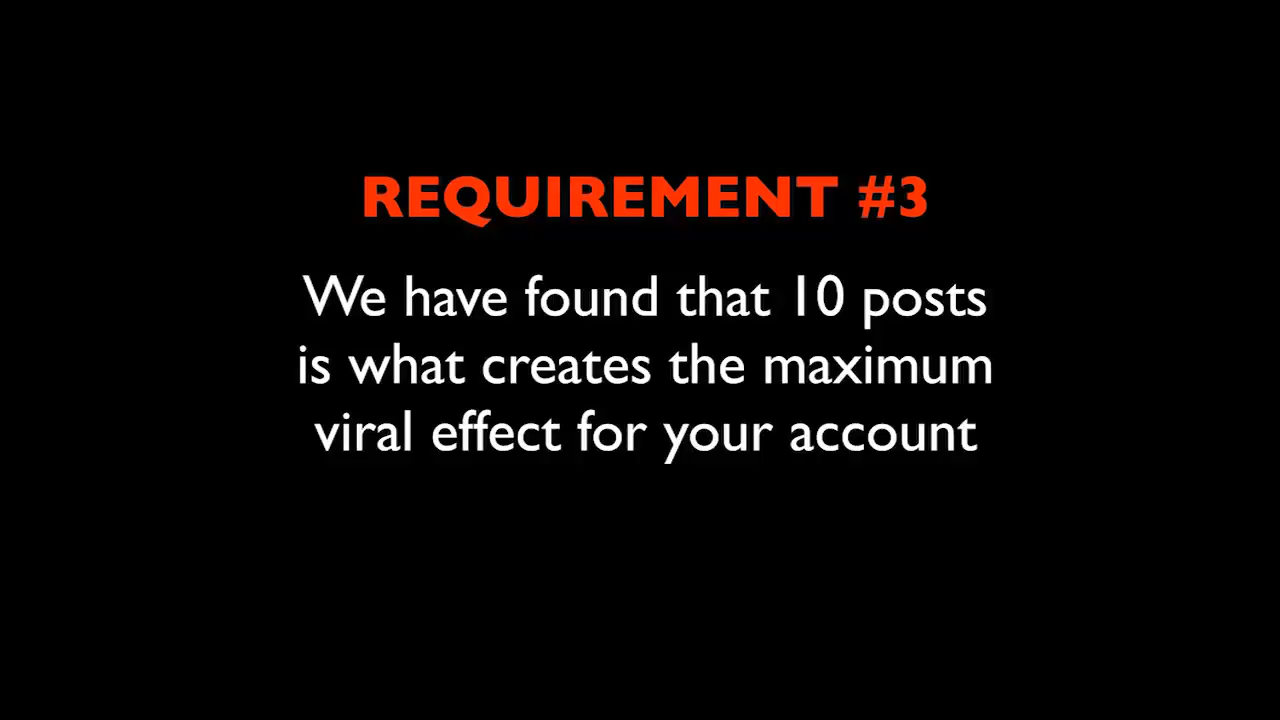 REQUIREMENT #3
We have found that 10 posts
is what creates the maximum
viral effect for your account